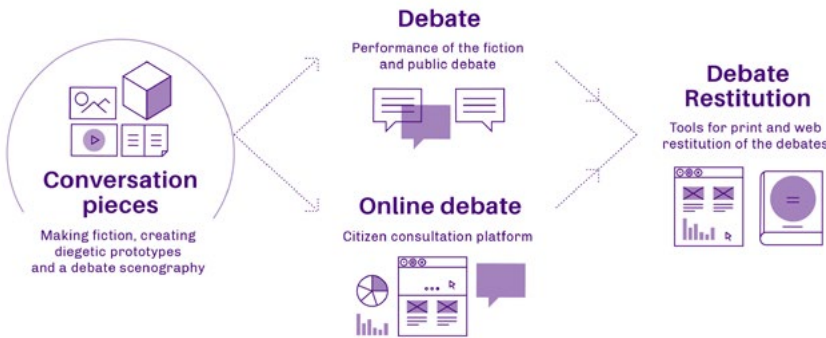 Conversation
pieces
Making fiction, creating
diegetic prototypes
and a debate scenography
Debate
Performance of the fiction
and public debate
Online debate
Citizen consultation platform
Debate
Restitution
Tools for print and web
restitution of the debates